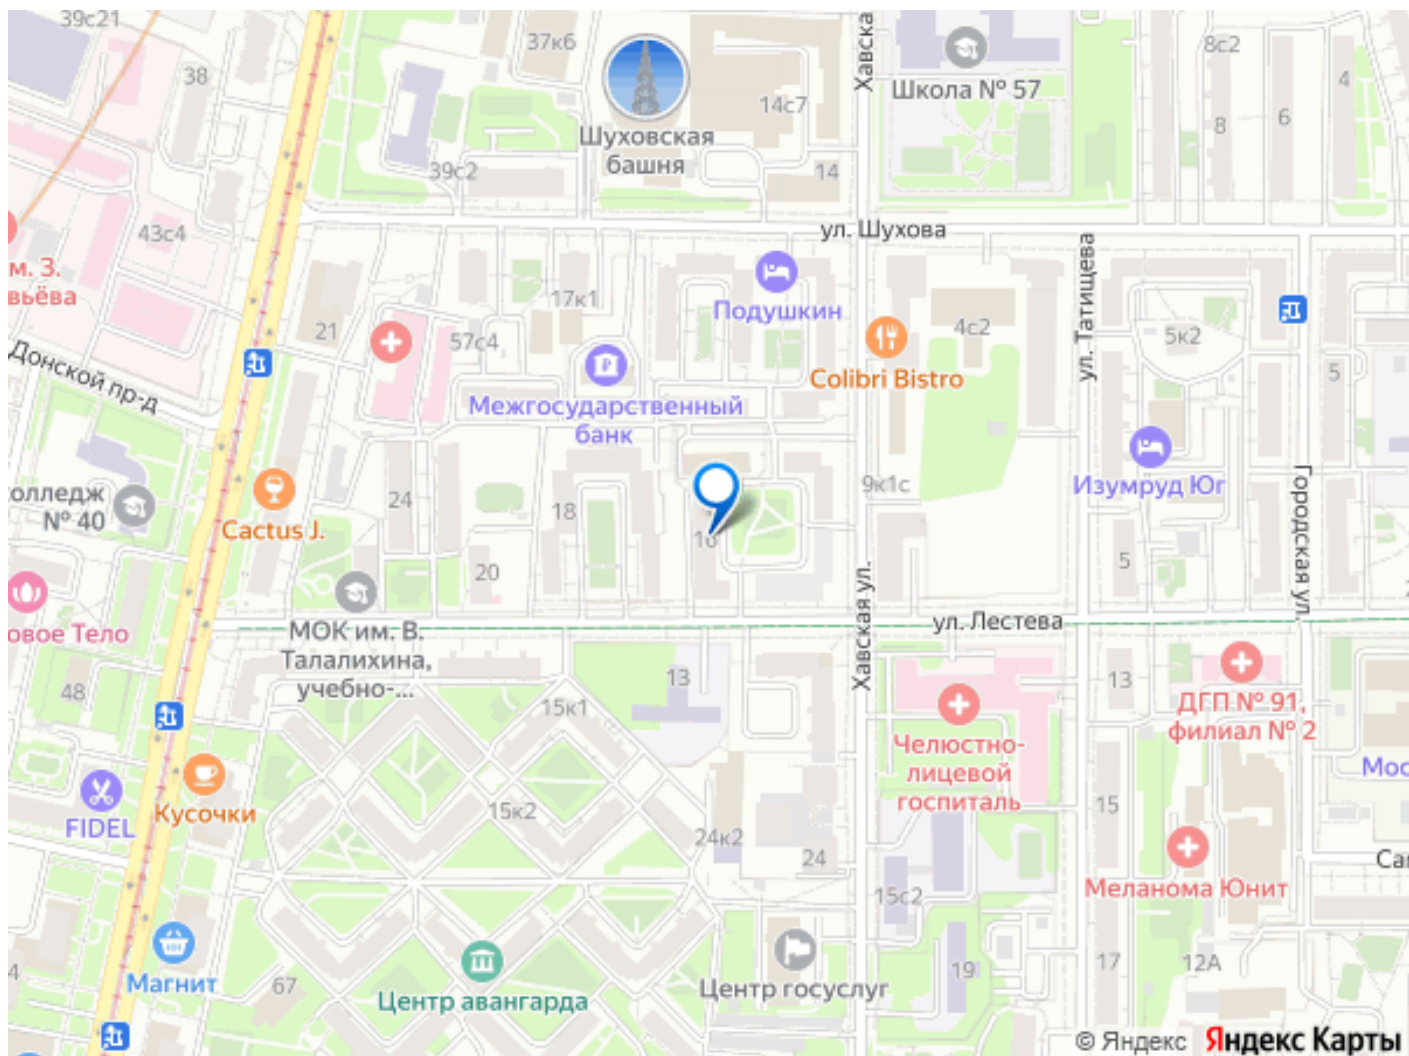 39с21
37к6
Хавска
8с2
4
38
14с7
Школа № 57
6
8
Шуховская
башня
39с2
14
43с4
ул. Шухова
м. З.
вьёва
17к1
Подушкин
ул. Татищева
21
57с4
4с2
5к2
5
Донской пр-д
Colibri Bistro
Межгосударственный
банк
олледж
№ 40
24
18
9к1с
Изумруд Юг
Городская ул.
Cactus J.
16
20
5
Хавская ул.
ул. Лестева
овое Тело
МОК им. В.
Талалихина,
учебно-...
48
13
13
ДГП № 91,
филиал № 2
15к1
Челюстно-
лицевой
госпиталь
Мос
Кусочки
FIDEL
15к2
15
24к2
24
Саг
Меланома Юнит
15с2
Магнит
4
67
Центр авангарда
Центр госуслуг
19
17
12А
© Яндекс Яндекс Карты